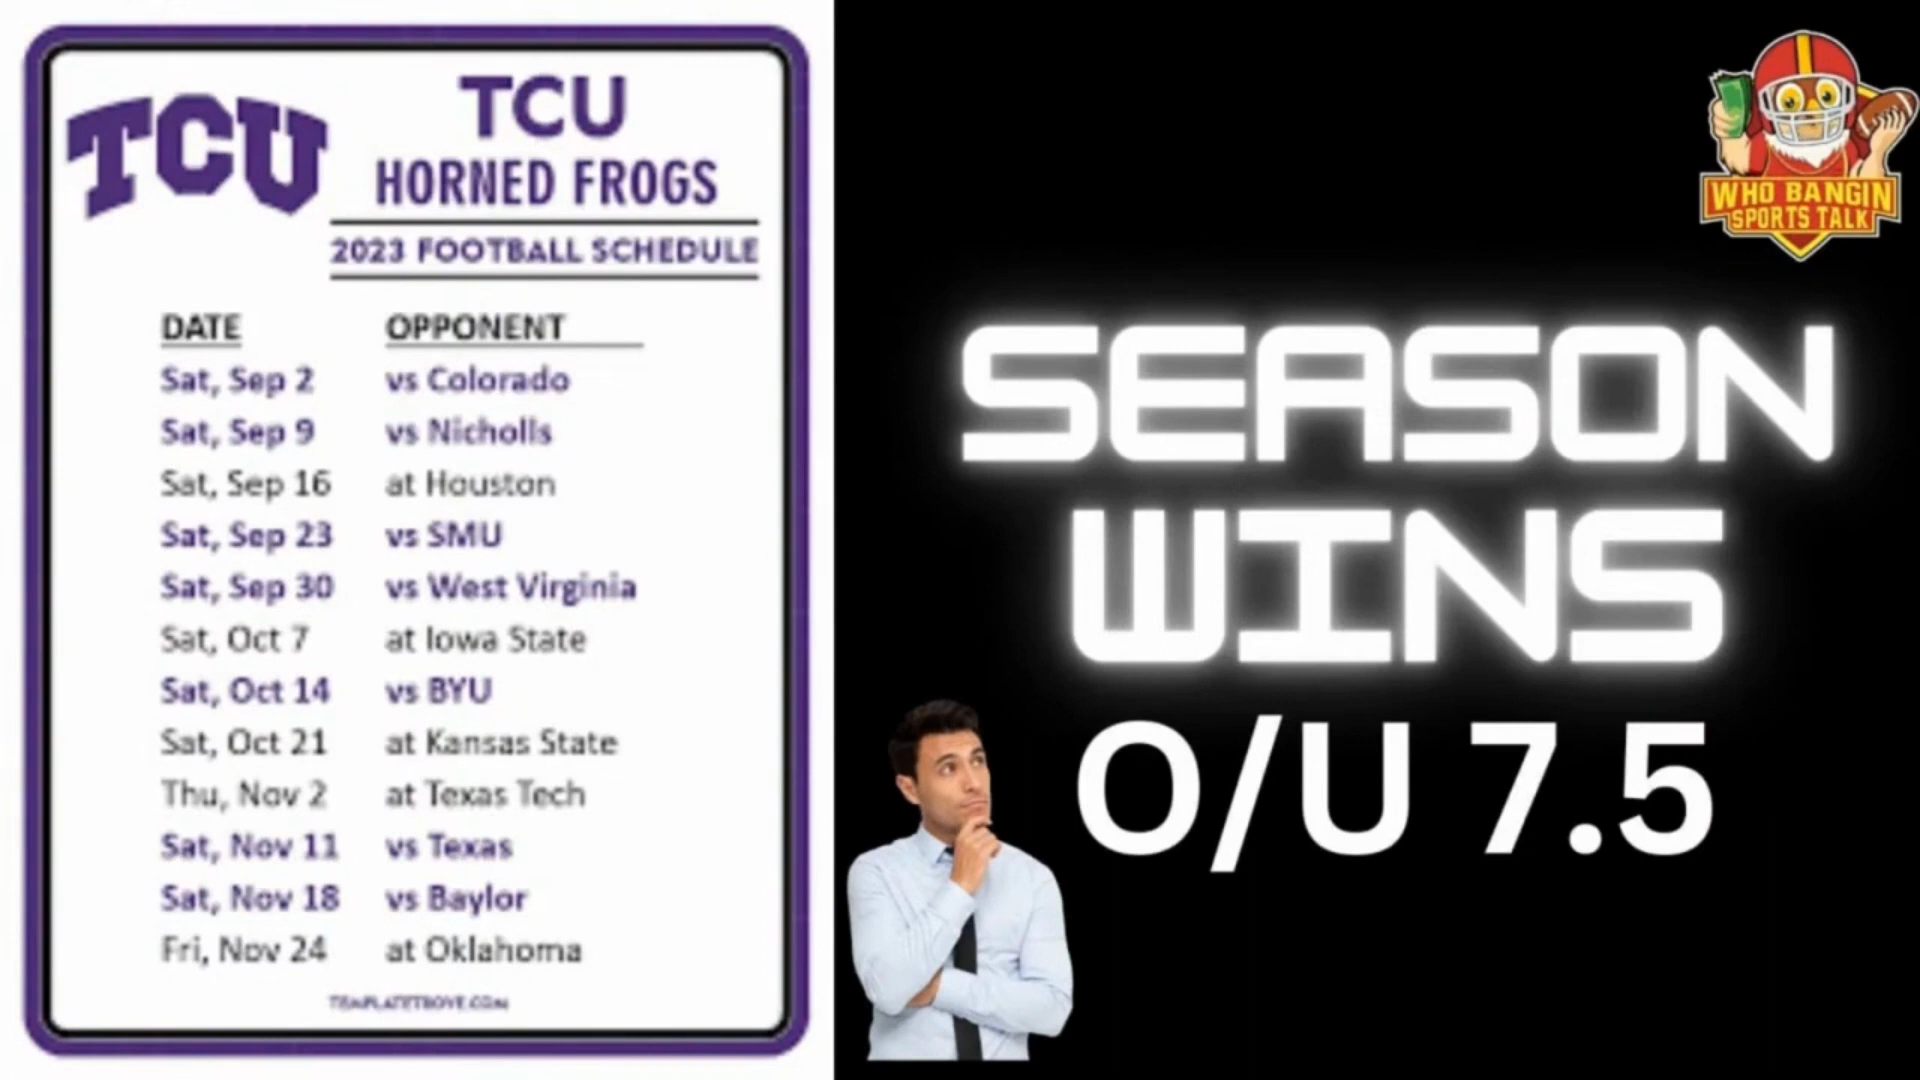 TCU
TCU
HORNED FROGS
2023 FOOTBALL SCHEDULE
DATE OPPONENT
Sat, Sep 2 vs Colorado
Sat, Sep 9 vs Nicholls
Sat, Sep 16 at Houston
Sat, Sep 23 vs SMU
Sat, Sep 30 vs West Virginia
Sat, Oct 7 at Iowa State
Sat, Oct 14 vs BYU
Sat, Oct 21 at Kansas State
Thu, Nov 2 at Texas Tech
Sat, Nov 11 vs Texas
Sat, Nov 18 vs Baylor
Fri, Nov 24 at Oklahoma
WHO BANGIN
SPORTS TALK
SEASON
WINS
O/U 7.5